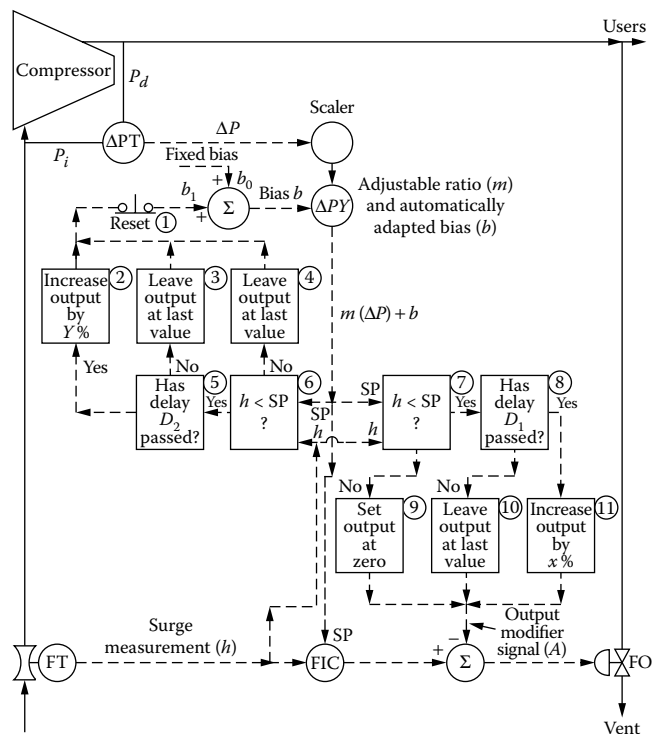 Users
Compressor
P_d
Scaler
P_i
ΔPT
ΔP
Fixed bias
+
b_0
b_1
Bias b
ΔPY
Adjustable ratio (m)
and automatically
adapted bias (b)
+
Σ
Reset 1
2
Increase
output
by
Y%
3
Leave
output
at last
value
4
Leave
output
at last
value
m(ΔP) + b
Yes
No
No
5
Has
delay
D_2
passed?
Yes
6
h < SP
?
SP
SP
h
h
7
h < SP
?
Yes
8
Has
delay
D_1
passed?
Yes
No
No
9
Set
output
at
zero
10
Leave
output
at last
value
11
Increase
output
by
x%
Surge
measurement (h)
SP
Output
modifier
signal (A)
FT
FIC
+
−
Σ
FO
Vent